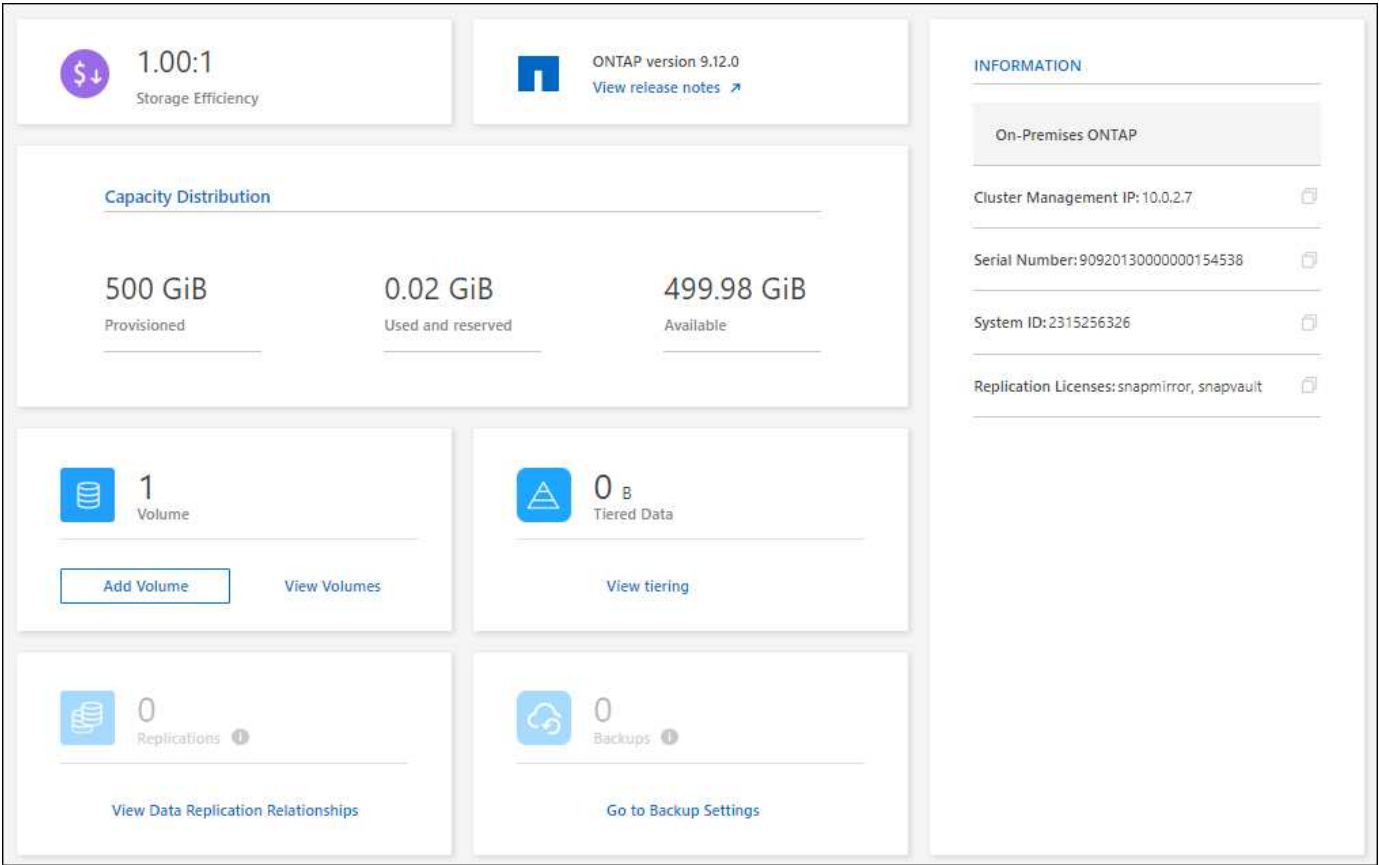 1.00:1
Storage Efficiency
ONTAP version 9.12.0
View release notes
Capacity Distribution
500 GiB
Provisioned
0.02 GiB
Used and reserved
499.98 GiB
Available
1
Volume
Add Volume
View Volumes
0 B
Tiered Data
View tiering
0
Replications
View Data Replication Relationships
0
Backups
Go to Backup Settings
INFORMATION
On-Premises ONTAP
Cluster Management IP: 10.0.2.7
Serial Number: 90920130000000154538
System ID: 2315256326
Replication Licenses: snapmirror, snapvault